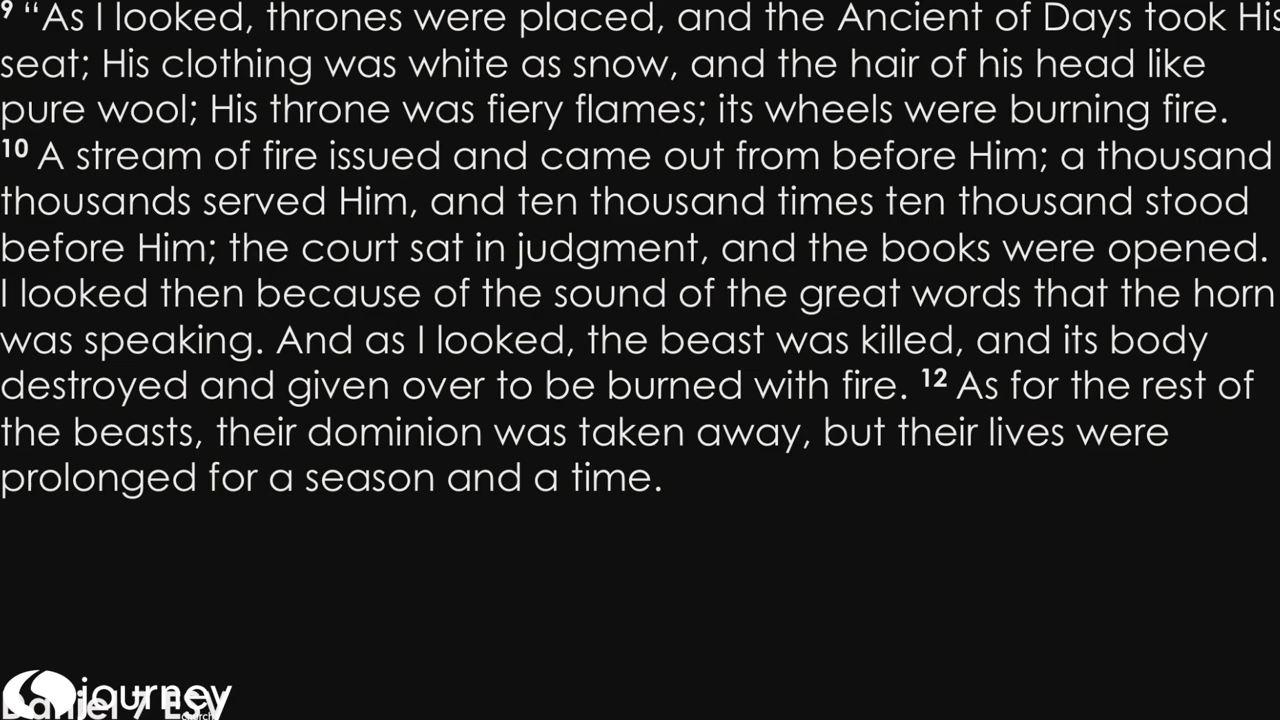 9 “As I looked, thrones were placed, and the Ancient of Days took His
seat; His clothing was white as snow, and the hair of his head like
pure wool; His throne was fiery flames; its wheels were burning fire.
10 A stream of fire issued and came out from before Him; a thousand
thousands served Him, and ten thousand times ten thousand stood
before Him; the court sat in judgment, and the books were opened.
I looked then because of the sound of the great words that the horn
was speaking. And as I looked, the beast was killed, and its body
destroyed and given over to be burned with fire. 12 As for the rest of
the beasts, their dominion was taken away, but their lives were
prolonged for a season and a time.
journey
church
Daniel 7 ESV